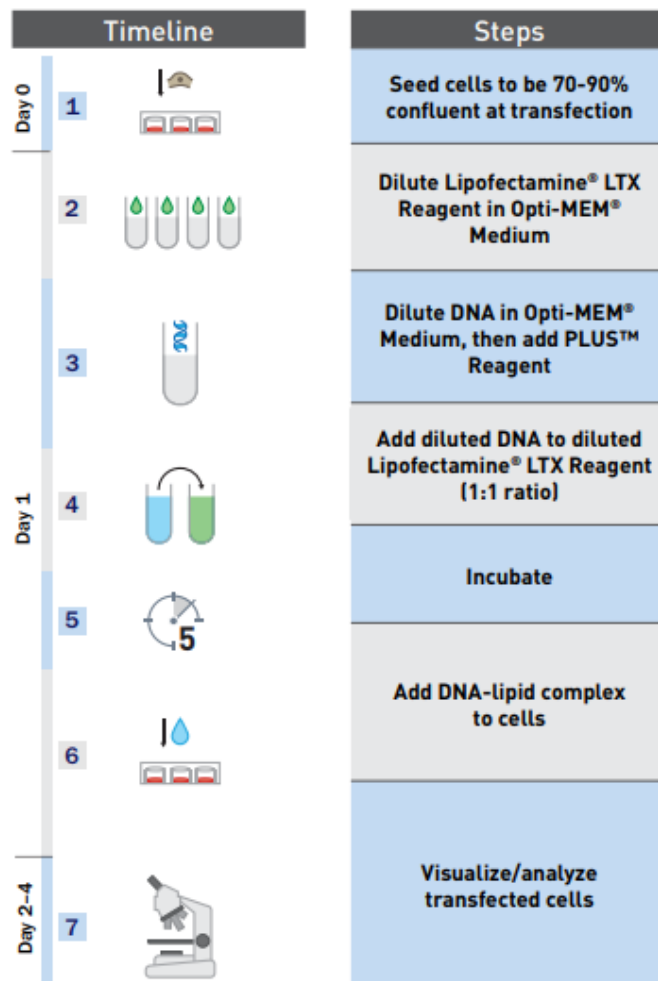 Timeline
Steps
Day 0
1
Seed cells to be 70-90%
confluent at transfection
Day 1
2
Dilute Lipofectamine® LTX
Reagent in Opti-MEM®
Medium
3
Dilute DNA in Opti-MEM®
Medium, then add PLUS™
Reagent
4
Add diluted DNA to diluted
Lipofectamine® LTX Reagent
(1:1 ratio)
5
5
Incubate
6
Add DNA-lipid complex
to cells
Day 2–4
7
Visualize/analyze
transfected cells